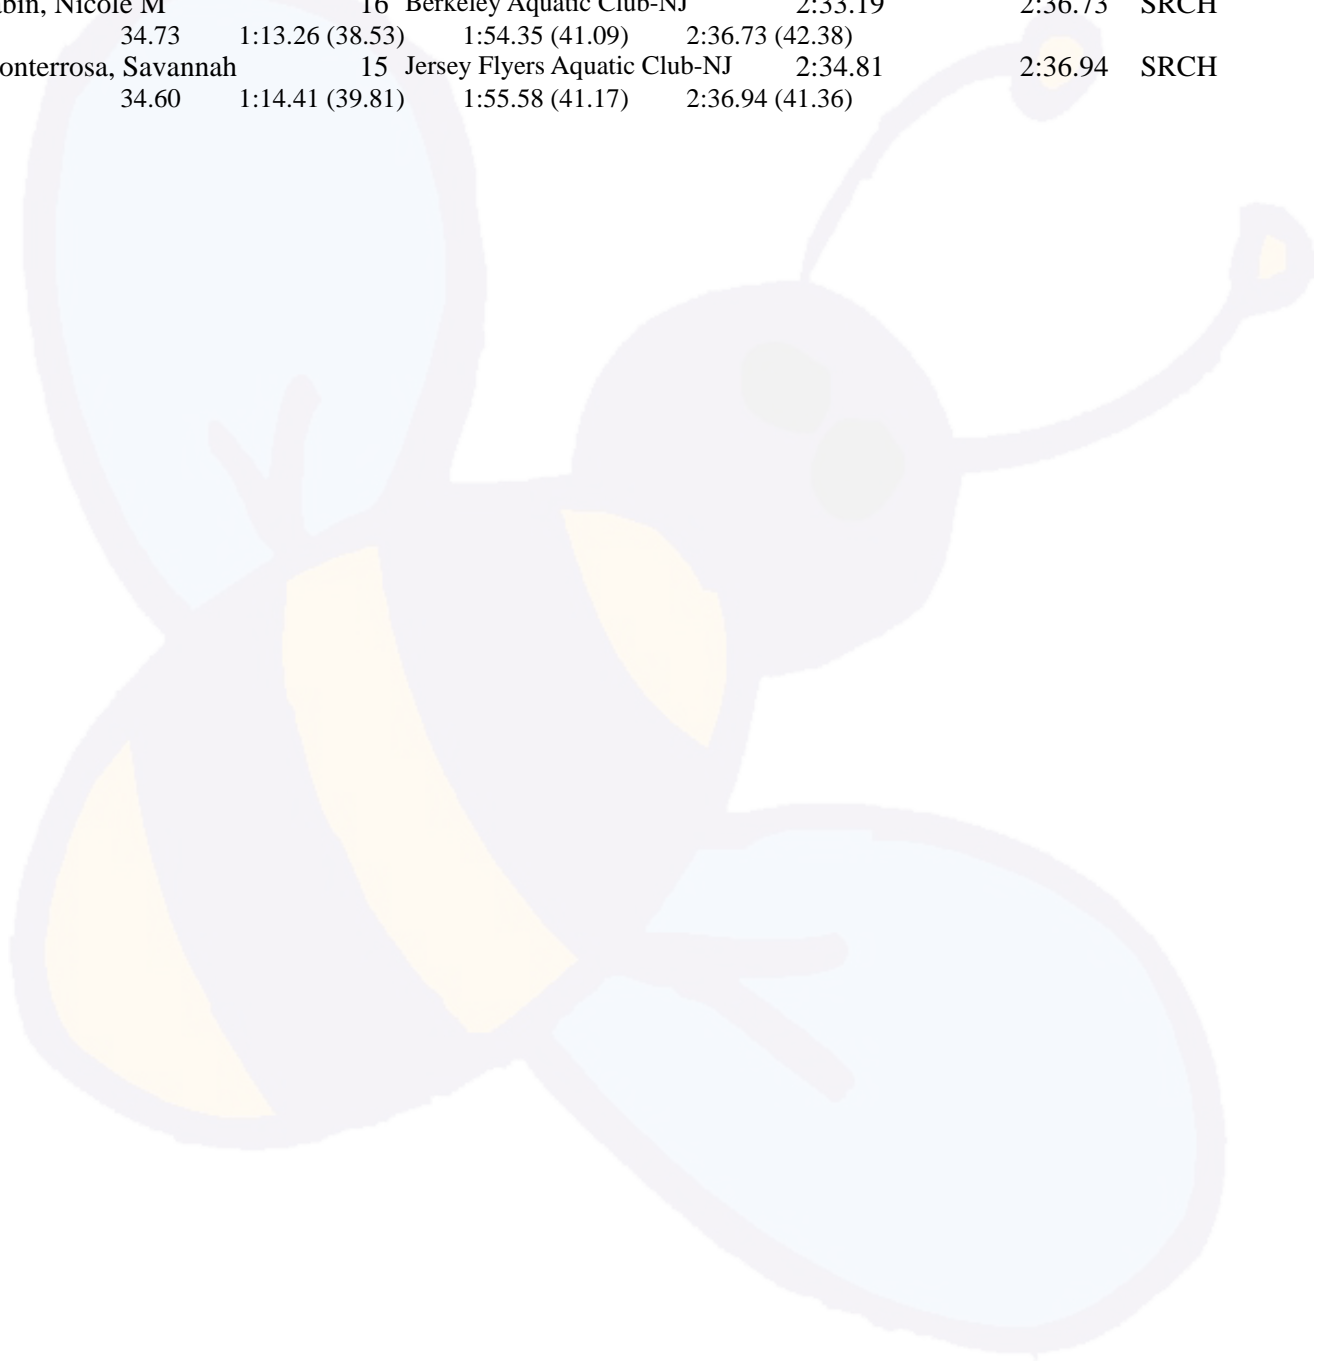 bin, Nicole M 16 Berkeley Aquatic Club-NJ 2:33.19 2:36.73 SRCH
34.73 1:13.26 (38.53) 1:54.35 (41.09) 2:36.73 (42.38)
onterrosa, Savannah 15 Jersey Flyers Aquatic Club-NJ 2:34.81 2:36.94 SRCH
34.60 1:14.41 (39.81) 1:55.58 (41.17) 2:36.94 (41.36)